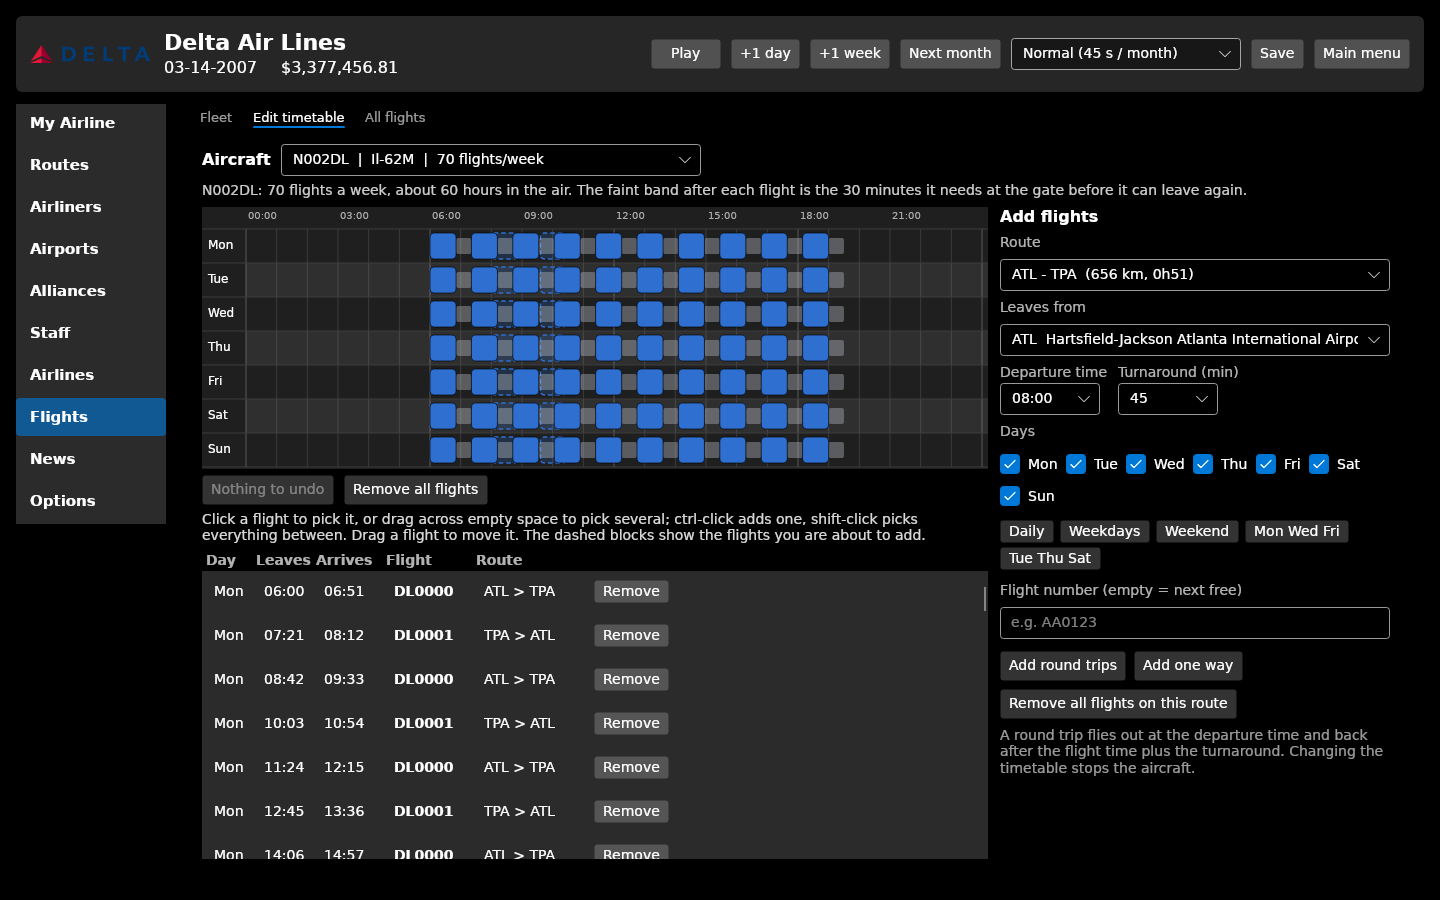 DELTA
Delta Air Lines
03-14-2007 $3,377,456.81
Play +1 day +1 week Next month Normal (45 s / month) Save Main menu
My Airline
Routes
Airliners
Airports
Alliances
Staff
Airlines
Flights
News
Options
Fleet Edit timetable All flights
Aircraft N002DL | Il-62M | 70 flights/week
N002DL: 70 flights a week, about 60 hours in the air. The faint band after each flight is the 30 minutes it needs at the gate before it can leave again.
00:00 03:00 06:00 09:00 12:00 15:00 18:00 21:00
Mon
Tue
Wed
Thu
Fri
Sat
Sun
Nothing to undo Remove all flights
Click a flight to pick it, or drag across empty space to pick several; ctrl-click adds one, shift-click picks
everything between. Drag a flight to move it. The dashed blocks show the flights you are about to add.
Day Leaves Arrives Flight Route
Mon 06:00 06:51 DL0000 ATL > TPA Remove
Mon 07:21 08:12 DL0001 TPA > ATL Remove
Mon 08:42 09:33 DL0000 ATL > TPA Remove
Mon 10:03 10:54 DL0001 TPA > ATL Remove
Mon 11:24 12:15 DL0000 ATL > TPA Remove
Mon 12:45 13:36 DL0001 TPA > ATL Remove
Mon 14:06 14:57 DL0000 ATL > TPA Remove
Add flights
Route
ATL - TPA (656 km, 0h51)
Leaves from
ATL Hartsfield-Jackson Atlanta International Airpo
Departure time Turnaround (min)
08:00 45
Days
Mon Tue Wed Thu Fri Sat
Sun
Daily Weekdays Weekend Mon Wed Fri
Tue Thu Sat
Flight number (empty = next free)
e.g. AA0123
Add round trips Add one way
Remove all flights on this route
A round trip flies out at the departure time and back
after the flight time plus the turnaround. Changing the
timetable stops the aircraft.